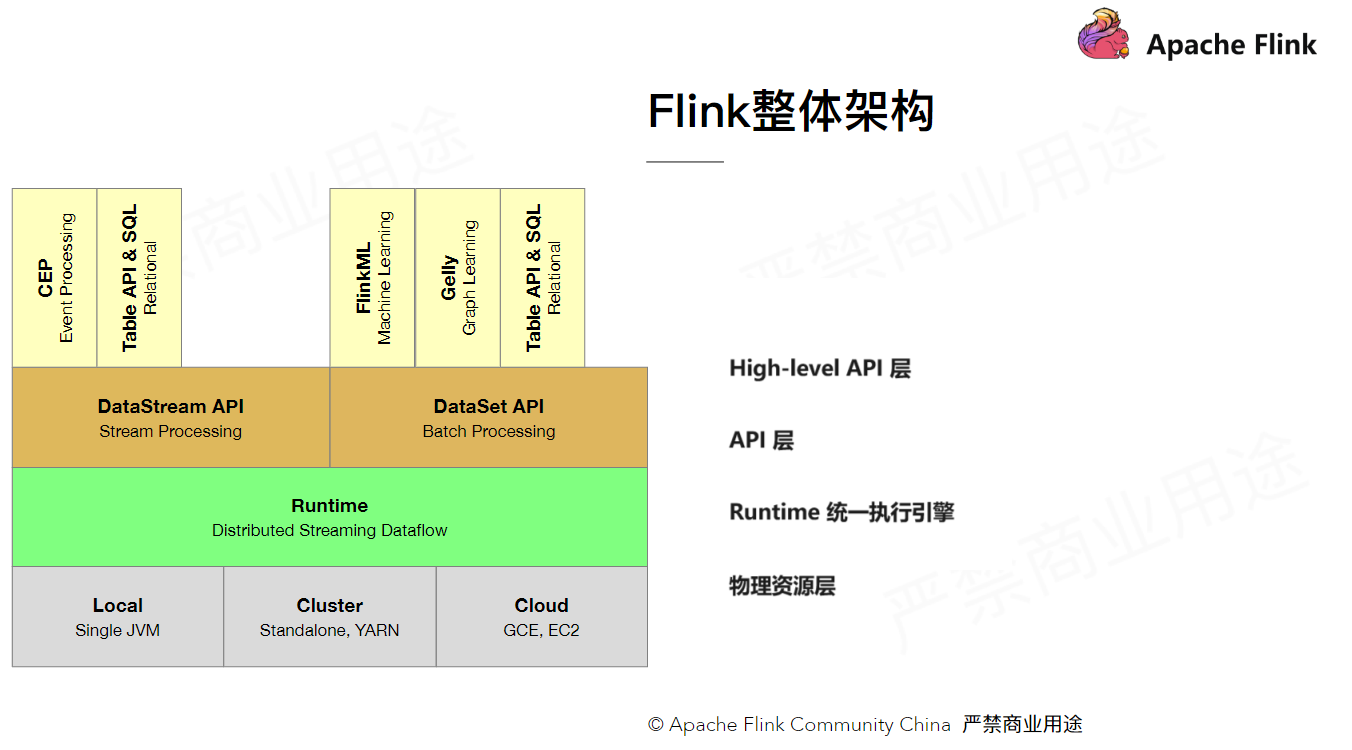 Apache Flink
Flink整体架构
CEP
Event Processing
Table API & SQL
Relational
FlinkML
Machine Learning
Gelly
Graph Learning
Table API & SQL
Relational
DataStream API
Stream Processing
DataSet API
Batch Processing
Runtime
Distributed Streaming Dataflow
Local
Single JVM
Cluster
Standalone, YARN
Cloud
GCE, EC2
High-level API 层
API 层
Runtime 统一执行引擎
物理资源层
© Apache Flink Community China 严禁商业用途
严禁商业用途
严禁商业用途
严禁商业用途